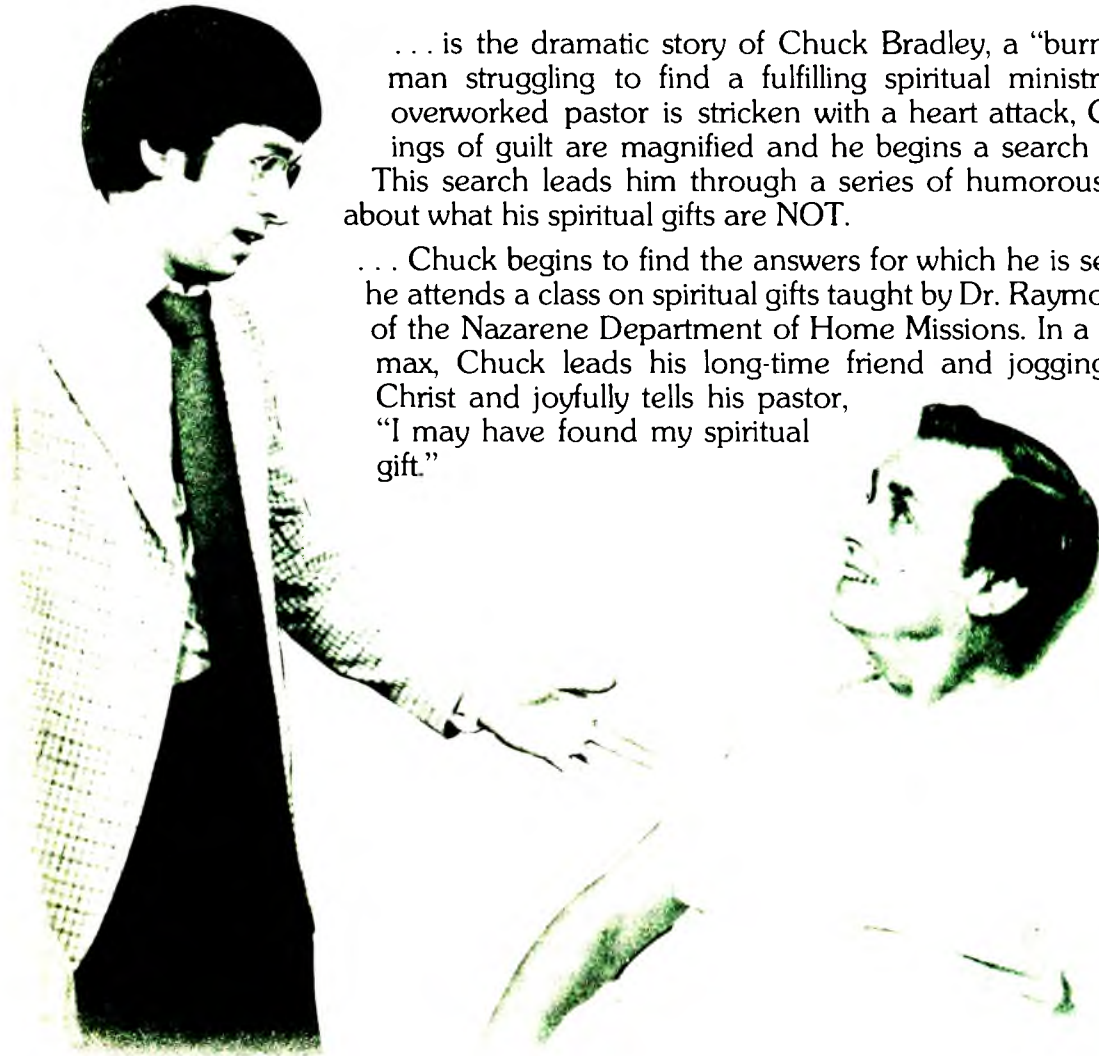 ... is the dramatic story of Chuck Bradley, a “burn
man struggling to find a fulfilling spiritual ministr
overworked pastor is stricken with a heart attack, C
ings of guilt are magnified and he begins a search
This search leads him through a series of humorous
about what his spiritual gifts are NOT.
... Chuck begins to find the answers for which he is se
he attends a class on spiritual gifts taught by Dr. Raymo
of the Nazarene Department of Home Missions. In a
max, Chuck leads his long-time friend and jogging
Christ and joyfully tells his pastor,
“I may have found my spiritual
gift.”